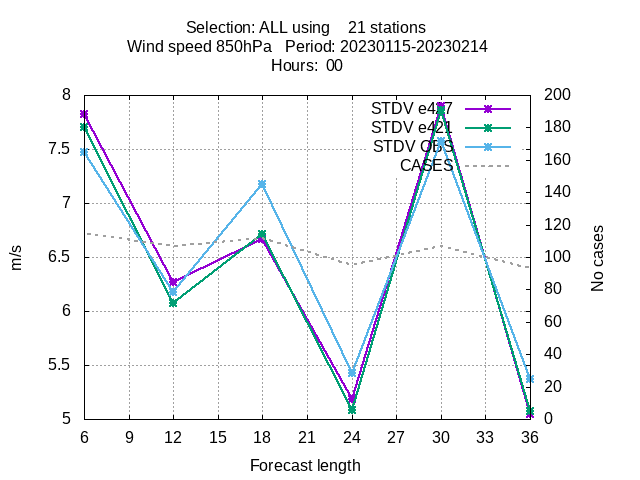 Selection: ALL using 21 stations
Wind speed 850hPa Period: 20230115-20230214
Hours: 00
8 200
STDV
STDV e421
STDV OBS
CASES
7.5
7
6.5
6
5.5
5
180
160
140
120
100
80
60
40
20
0
m/s
No cases
6 9 12 15 18 21 24 27 30 33 36
Forecast length